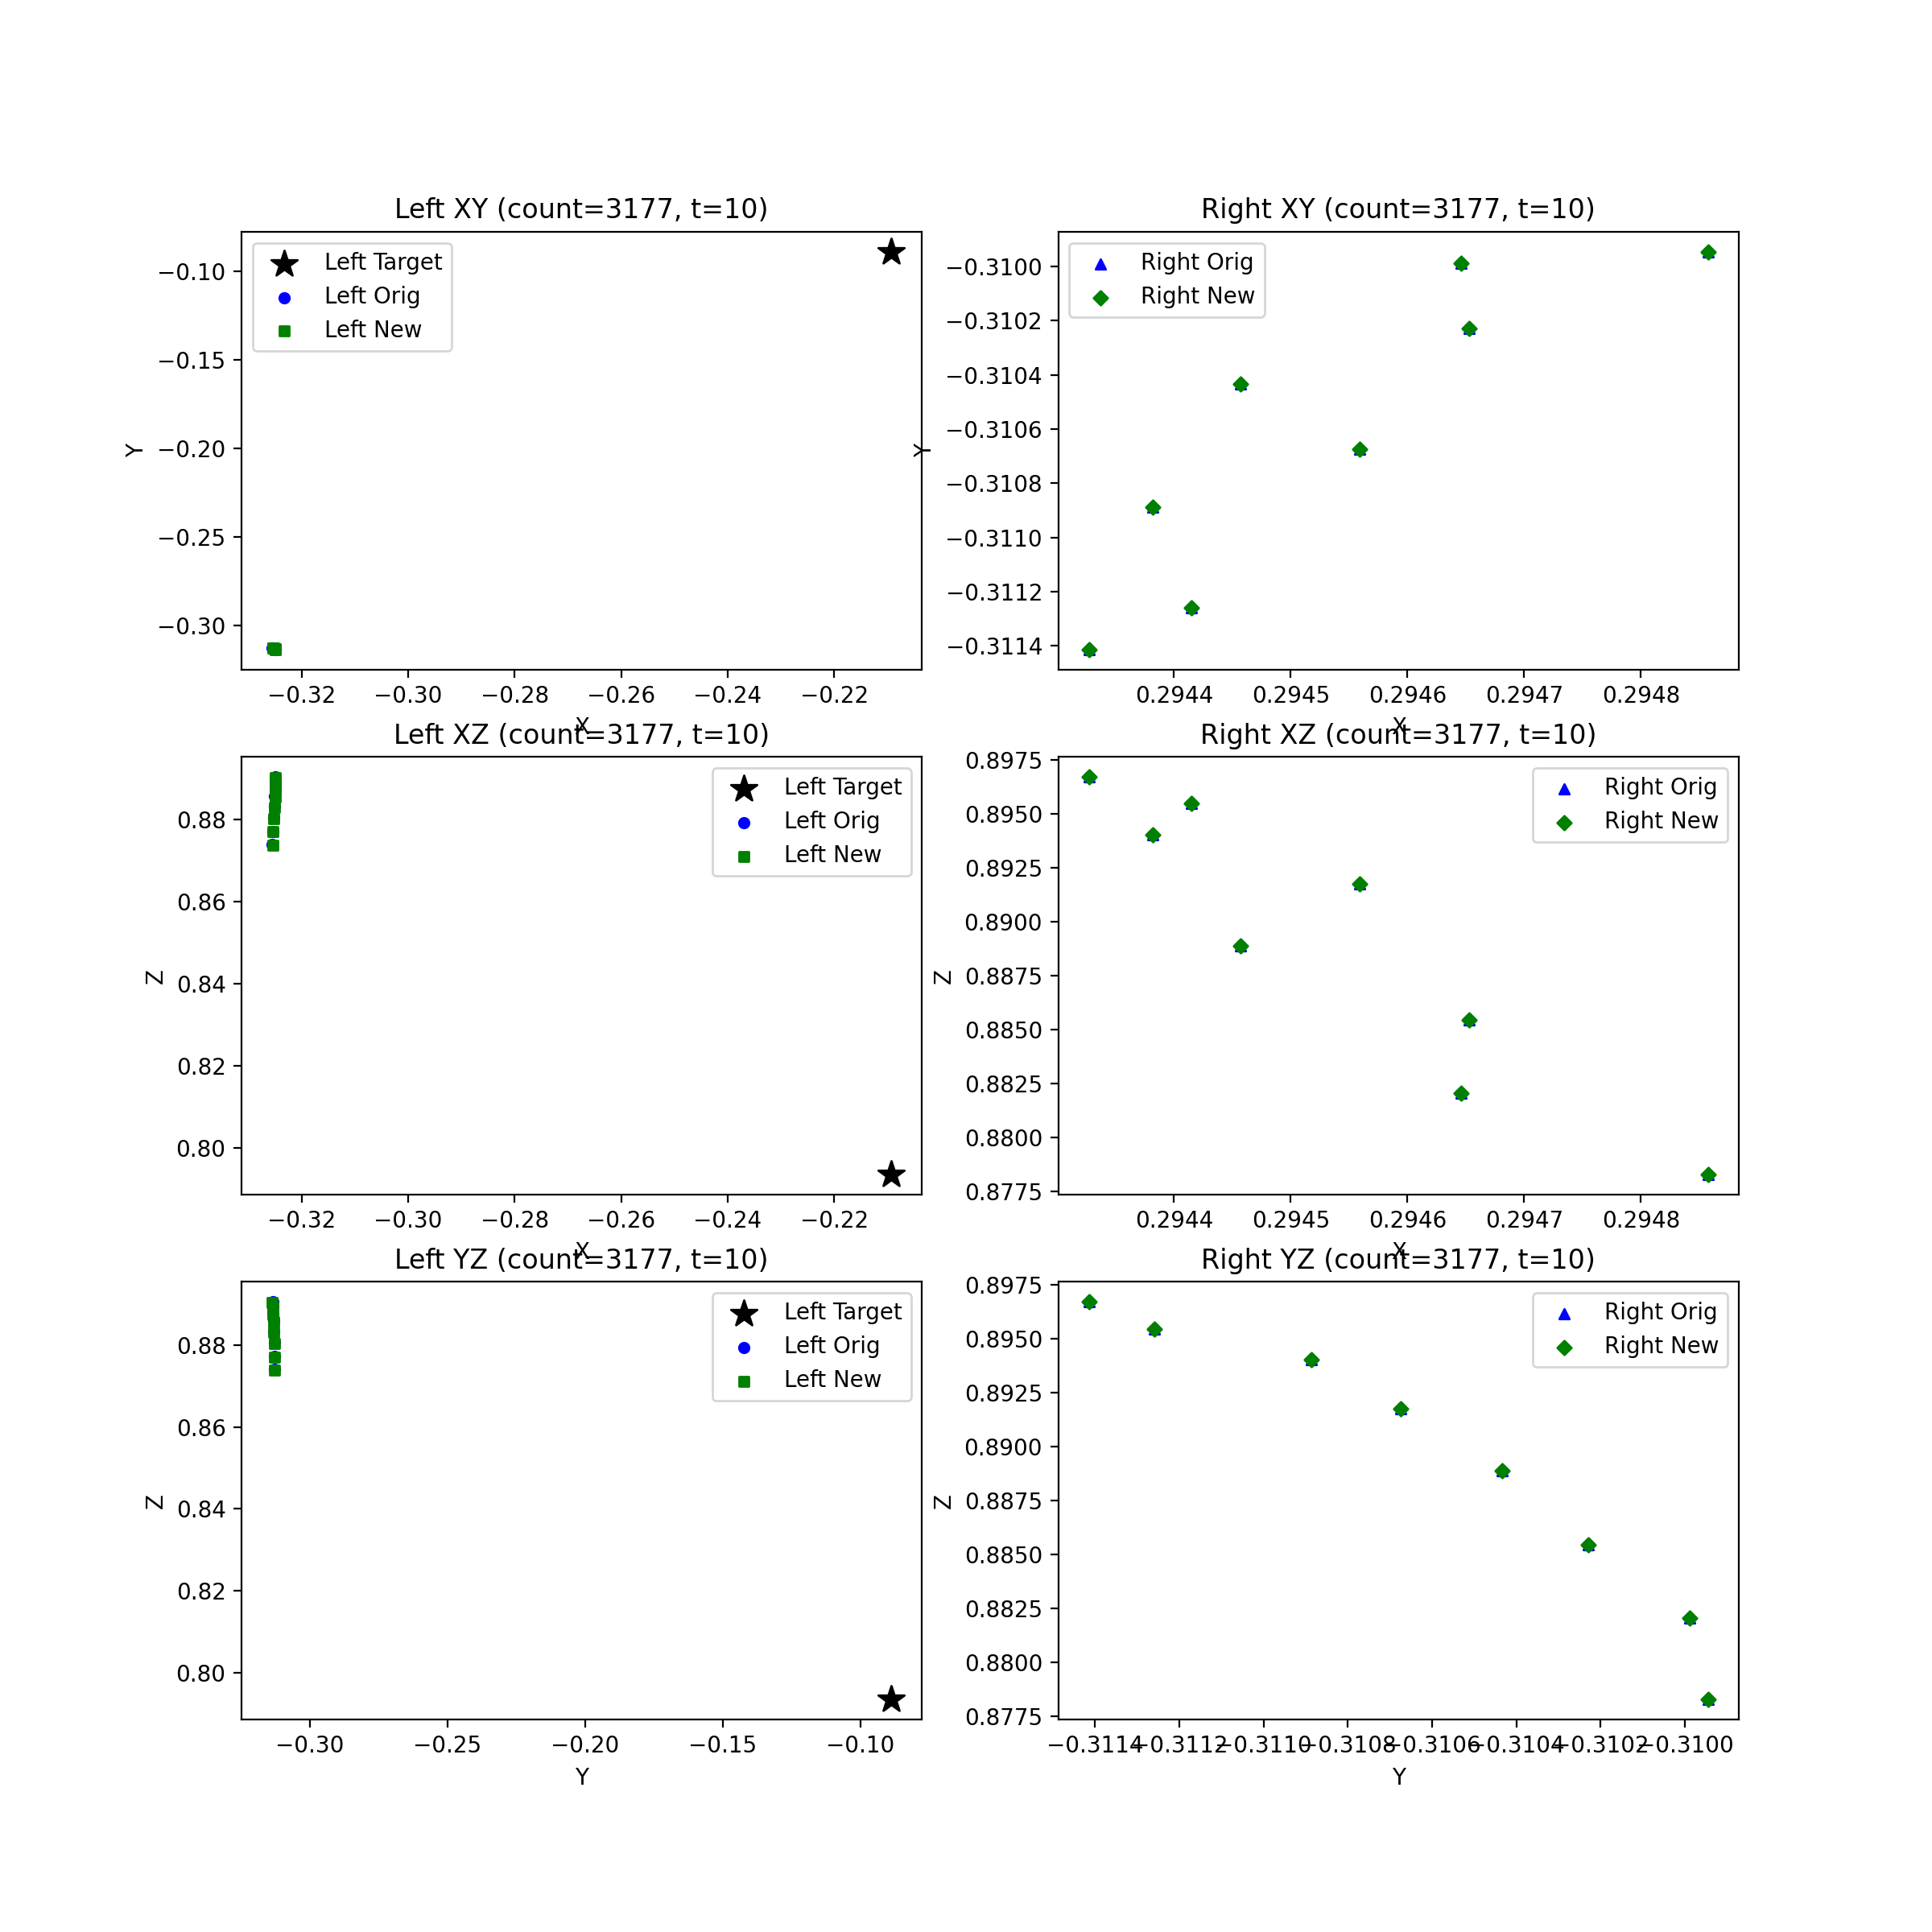 Left XY (count=3177, t=10)
Left Target
Left Orig
Left New
−0.10
−0.15
−0.20
−0.25
−0.30
Y
−0.32
−0.30
−0.28
−0.26
−0.24
−0.22
X
Right XY (count=3177, t=10)
Right Orig
Right New
−0.3100
−0.3102
−0.3104
−0.3106
−0.3108
−0.3110
−0.3112
−0.3114
Y
0.2944
0.2945
0.2946
0.2947
0.2948
X
Left XZ (count=3177, t=10)
Left Target
Left Orig
Left New
0.88
0.86
0.84
0.82
0.80
Z
−0.32
−0.30
−0.28
−0.26
−0.24
−0.22
X
Right XZ (count=3177, t=10)
Right Orig
Right New
0.8975
0.8950
0.8925
0.8900
0.8875
0.8850
0.8825
0.8800
0.8775
Z
0.2944
0.2945
0.2946
0.2947
0.2948
X
Left YZ (count=3177, t=10)
Left Target
Left Orig
Left New
0.88
0.86
0.84
0.82
0.80
Z
−0.30
−0.25
−0.20
−0.15
−0.10
Y
Right YZ (count=3177, t=10)
Right Orig
Right New
0.8975
0.8950
0.8925
0.8900
0.8875
0.8850
0.8825
0.8800
0.8775
Z
−0.3114
−0.3112
−0.3110
−0.3108
−0.3106
−0.3104
−0.3102
−0.3100
Y